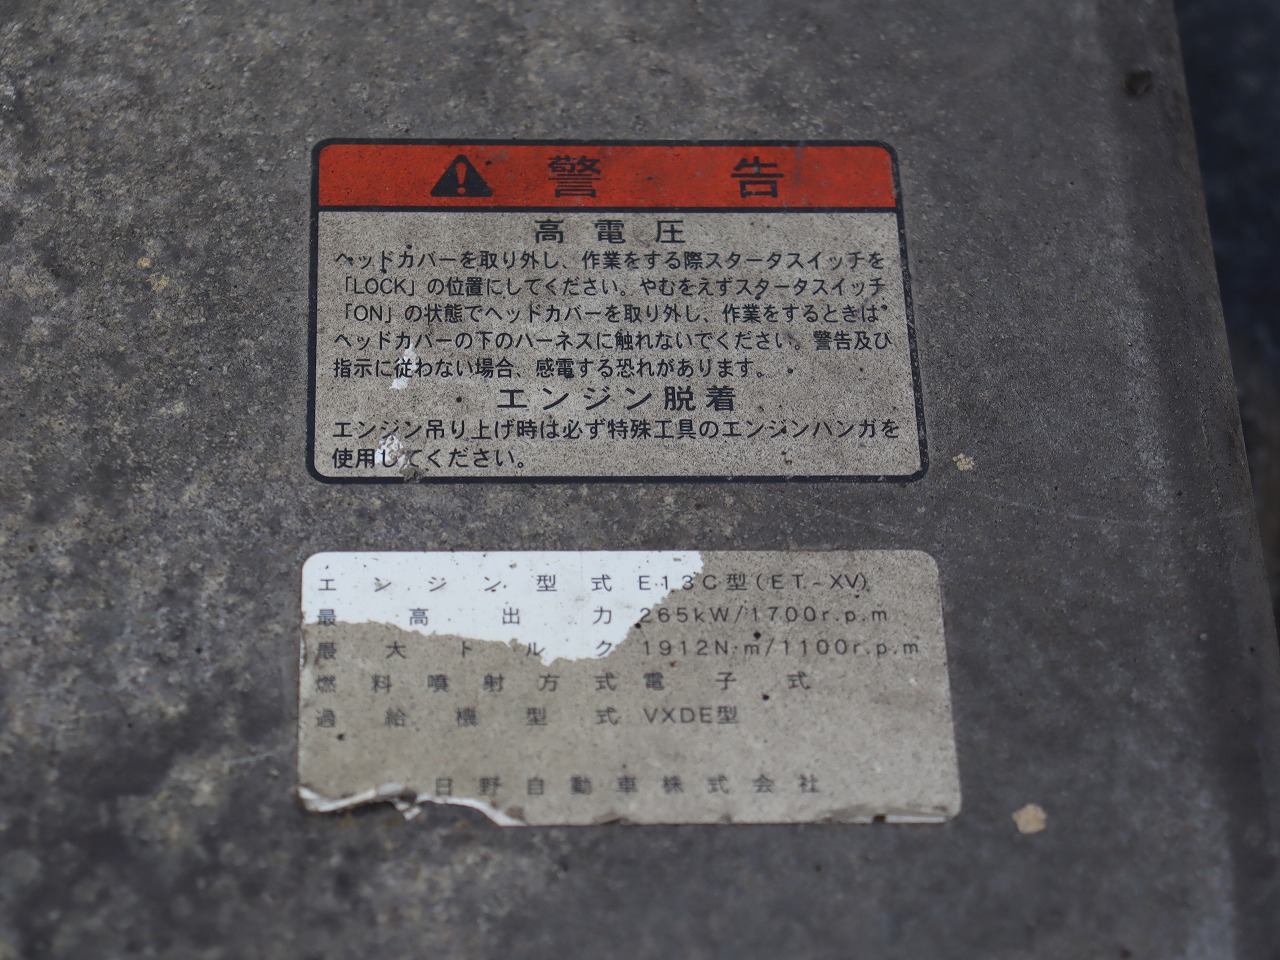 警告
高電圧
ヘッドカバーを取り外し、作業をする際スタータスイッチを
「LOCK」の位置にしてください。やむをえずスタータスイッチ
「ON」の状態でヘッドカバーを取り外し、作業をするときは
ヘッドカバーの下のハーネスに触れないでください。警告及び
指示に従わない場合、感電する恐れがあります。
エンジン脱着
エンジン吊り上げ時は必ず特殊工具のエンジンハンガを
使用してください。
エンジン型式 E13C型(ET-XV)
最高出力 265kW/1700r.p.m
最大トルク 1912N·m/1100r.p.m
燃料噴射方式 電子式
過給機型式 VXDE型
日野自動車株式会社